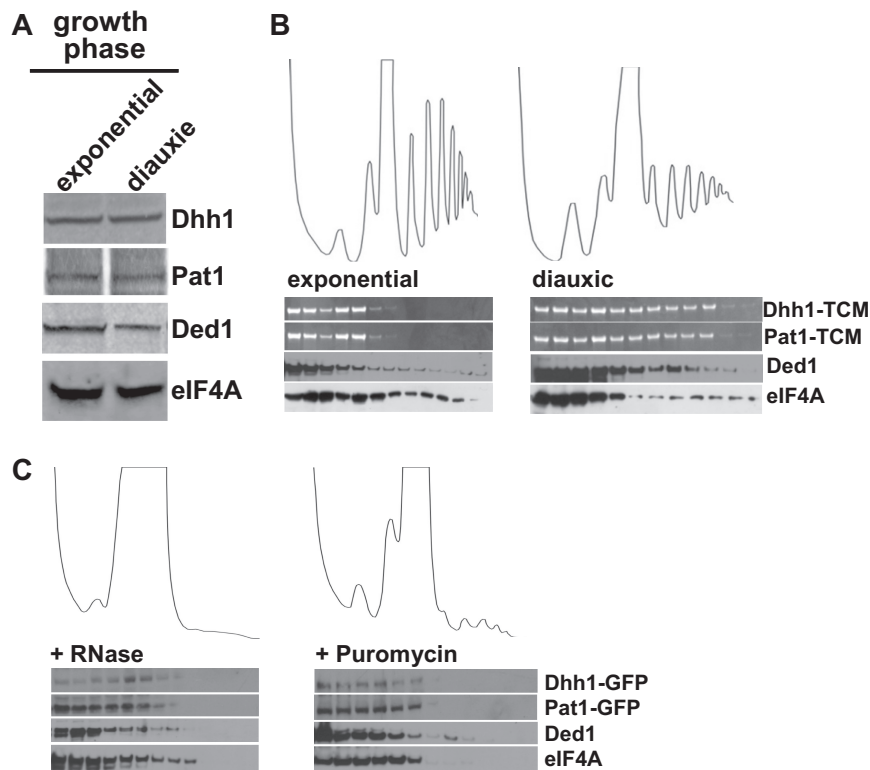 A
growth
phase
exponential
diauxie
Dhh1
Pat1
Ded1
eIF4A
B
exponential
diauxic
Dhh1-TCM
Pat1-TCM
Ded1
eIF4A
C
+ RNase
+ Puromycin
Dhh1-GFP
Pat1-GFP
Ded1
eIF4A